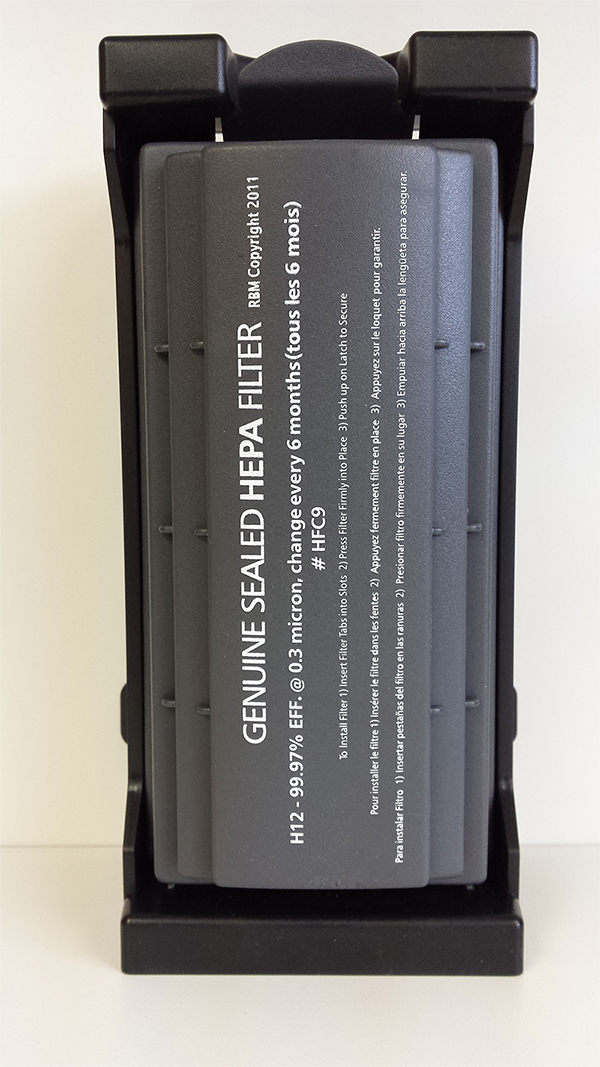 GENUINE SEALED HEPA FILTER RBM Copyright 2011
H12 - 99.97% EFF. @ 0.3 micron, change every 6 months(tous les 6 mois)
# HFC9
To Install Filter 1) Insert Filter Tabs into Slots 2) Press Filter Firmly into Place 3) Push up on Latch to Secure
Pour installer le filtre 1) Insérer le filtre dans les fentes 2) Appuyez fermement filtre en place 3) Appuyez sur le loquet pour garantir.
Para instalar Filtro 1) Insertar pestañas del filtro en las ranuras 2) Presionar filtro firmemente en su lugar 3) Empuiar hacia arriba la lengüeta para asegurar.